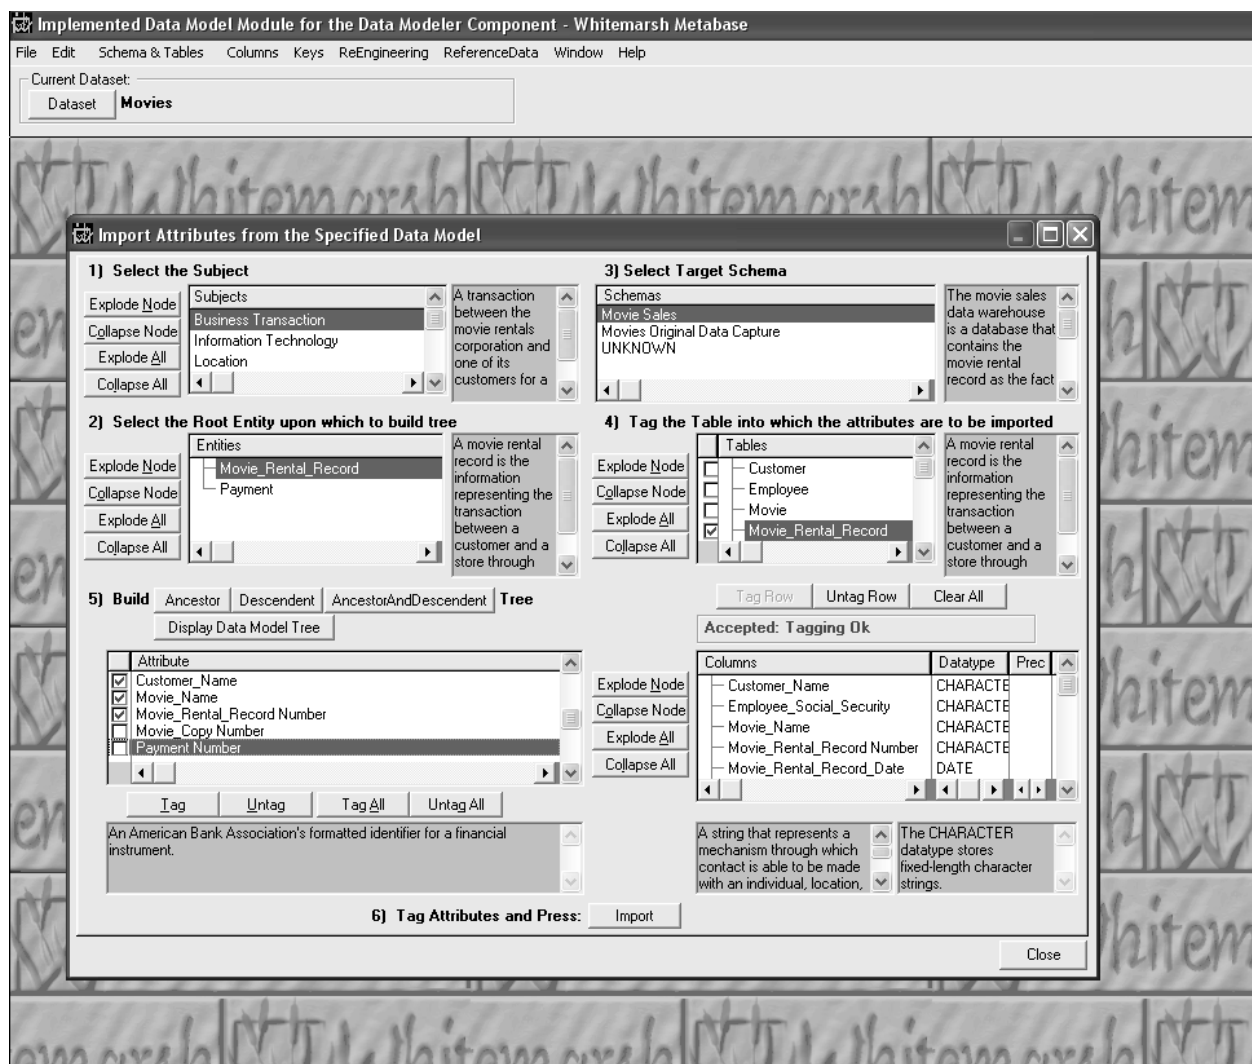 Implemented Data Model Module for the Data Modeler Component - Whitemarsh Metabase
File Edit Schema & Tables Columns Keys ReEngineering ReferenceData Window Help
Current Dataset:
Dataset Movies
Import Attributes from the Specified Data Model
1) Select the Subject
Explode Node
Collapse Node
Explode All
Collapse All
Subjects
Business Transaction
Information Technology
Location
A transaction
between the
movie rentals
corporation and
one of its
customers for a
3) Select Target Schema
Schemas
Movie Sales
Movies Original Data Capture
UNKNOWN
The movie sales
data warehouse
is a database that
contains the
movie rental
record as the fact
2) Select the Root Entity upon which to build tree
Explode Node
Collapse Node
Explode All
Collapse All
Entities
Movie_Rental_Record
Payment
A movie rental
record is the
information
representing the
transaction
between a
customer and a
store through
4) Tag the Table into which the attributes are to be imported
Explode Node
Collapse Node
Explode All
Collapse All
Tables
Customer
Employee
Movie
Movie_Rental_Record
A movie rental
record is the
information
representing the
transaction
between a
customer and a
store through
Tag Row Untag Row Clear All
Accepted: Tagging Ok
5) Build Ancestor Descendent AncestorAndDescendent Tree
Display Data Model Tree
Attribute
Customer_Name
Movie_Name
Movie_Rental_Record Number
Movie_Copy Number
Payment Number
Tag Untag Tag All Untag All
An American Bank Association's formatted identifier for a financial
instrument.
Explode Node
Collapse Node
Explode All
Collapse All
Columns Datatype Prec
Customer_Name CHARACTE
Employee_Social_Security CHARACTE
Movie_Name CHARACTE
Movie_Rental_Record Number CHARACTE
Movie_Rental_Record_Date DATE
A string that represents a
mechanism through which
contact is able to be made
with an individual, location,
The CHARACTER
datatype stores
fixed-length character
strings.
6) Tag Attributes and Press: Import
Close
Whitemarsh